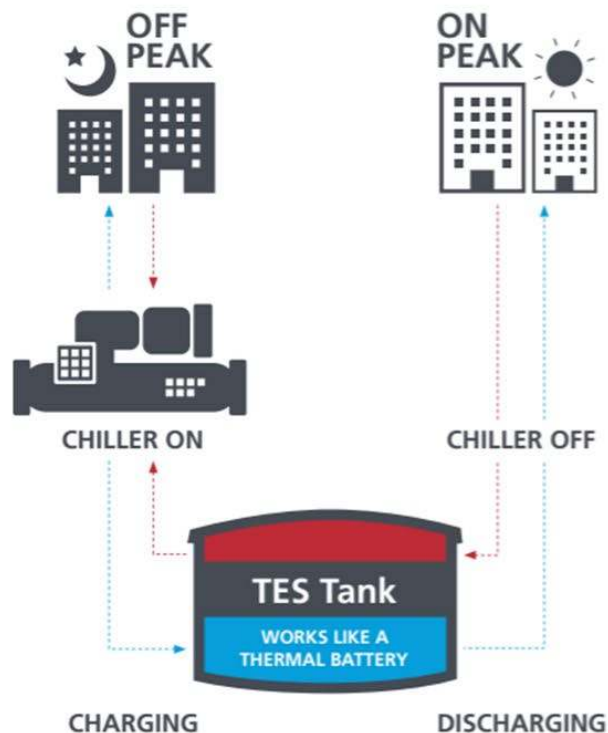 OFF
PEAK
ON
PEAK
CHILLER ON
CHILLER OFF
TES Tank
WORKS LIKE A
THERMAL BATTERY
CHARGING
DISCHARGING